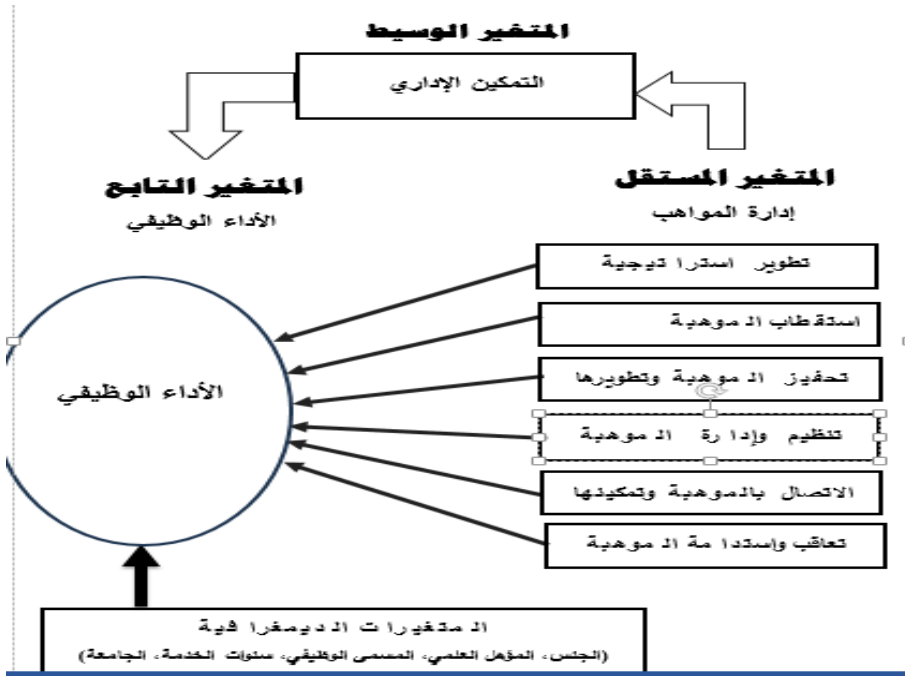 المتغير الوسيط
التمكين الإداري
المتغير المستقل
إدارة المواهب
المتغير التابع
الأداء الوظيفي
تطوير استراتيجية
استقطاب الموهبة
تحفيز الموهبة وتطويرها
تنظيم وإدارة الموهبة
الاتصال بالموهبة وتمكينها
تعاقب وإستدامة الموهبة
الأداء الوظيفي
المتغيرات الديمغرافية
(الجنس، المؤهل العلمي، المسمى الوظيفي، سنوات الخدمة، الجامعة)